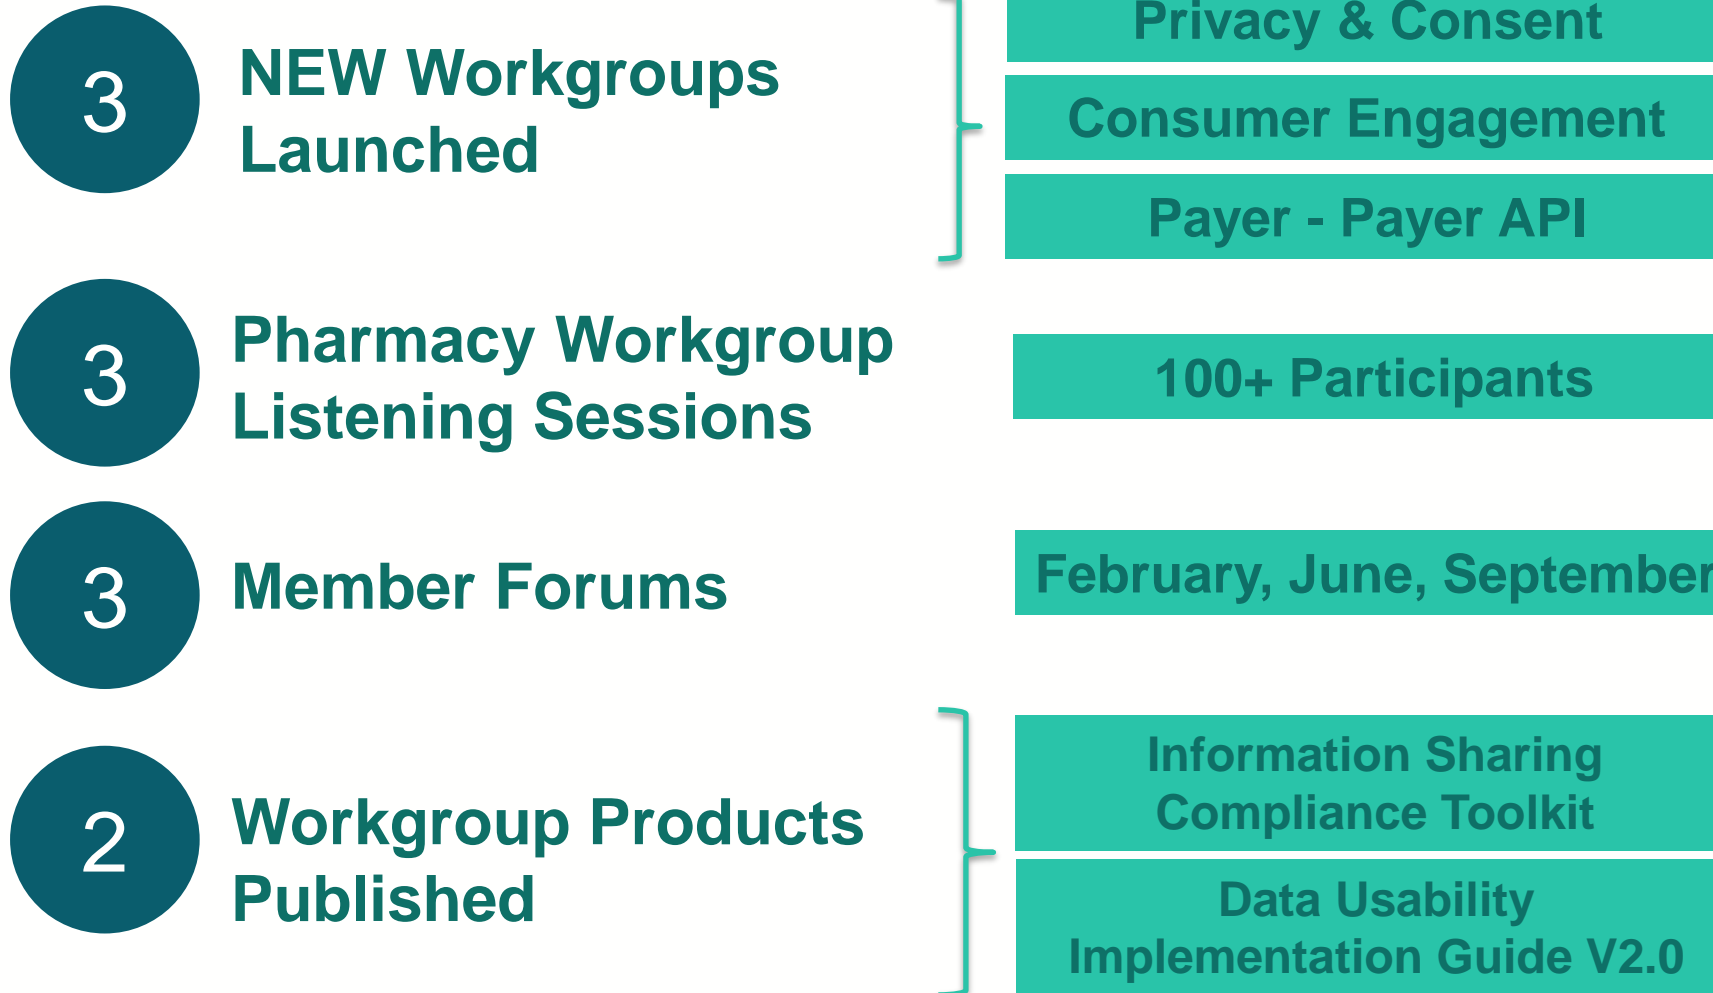 3
NEW Workgroups
Launched
Privacy & Consent
Consumer Engagement
Payer - Payer API
3
Pharmacy Workgroup
Listening Sessions
100+ Participants
3
Member Forums
February, June, September
2
Workgroup Products
Published
Information Sharing
Compliance Toolkit
Data Usability
Implementation Guide V2.0